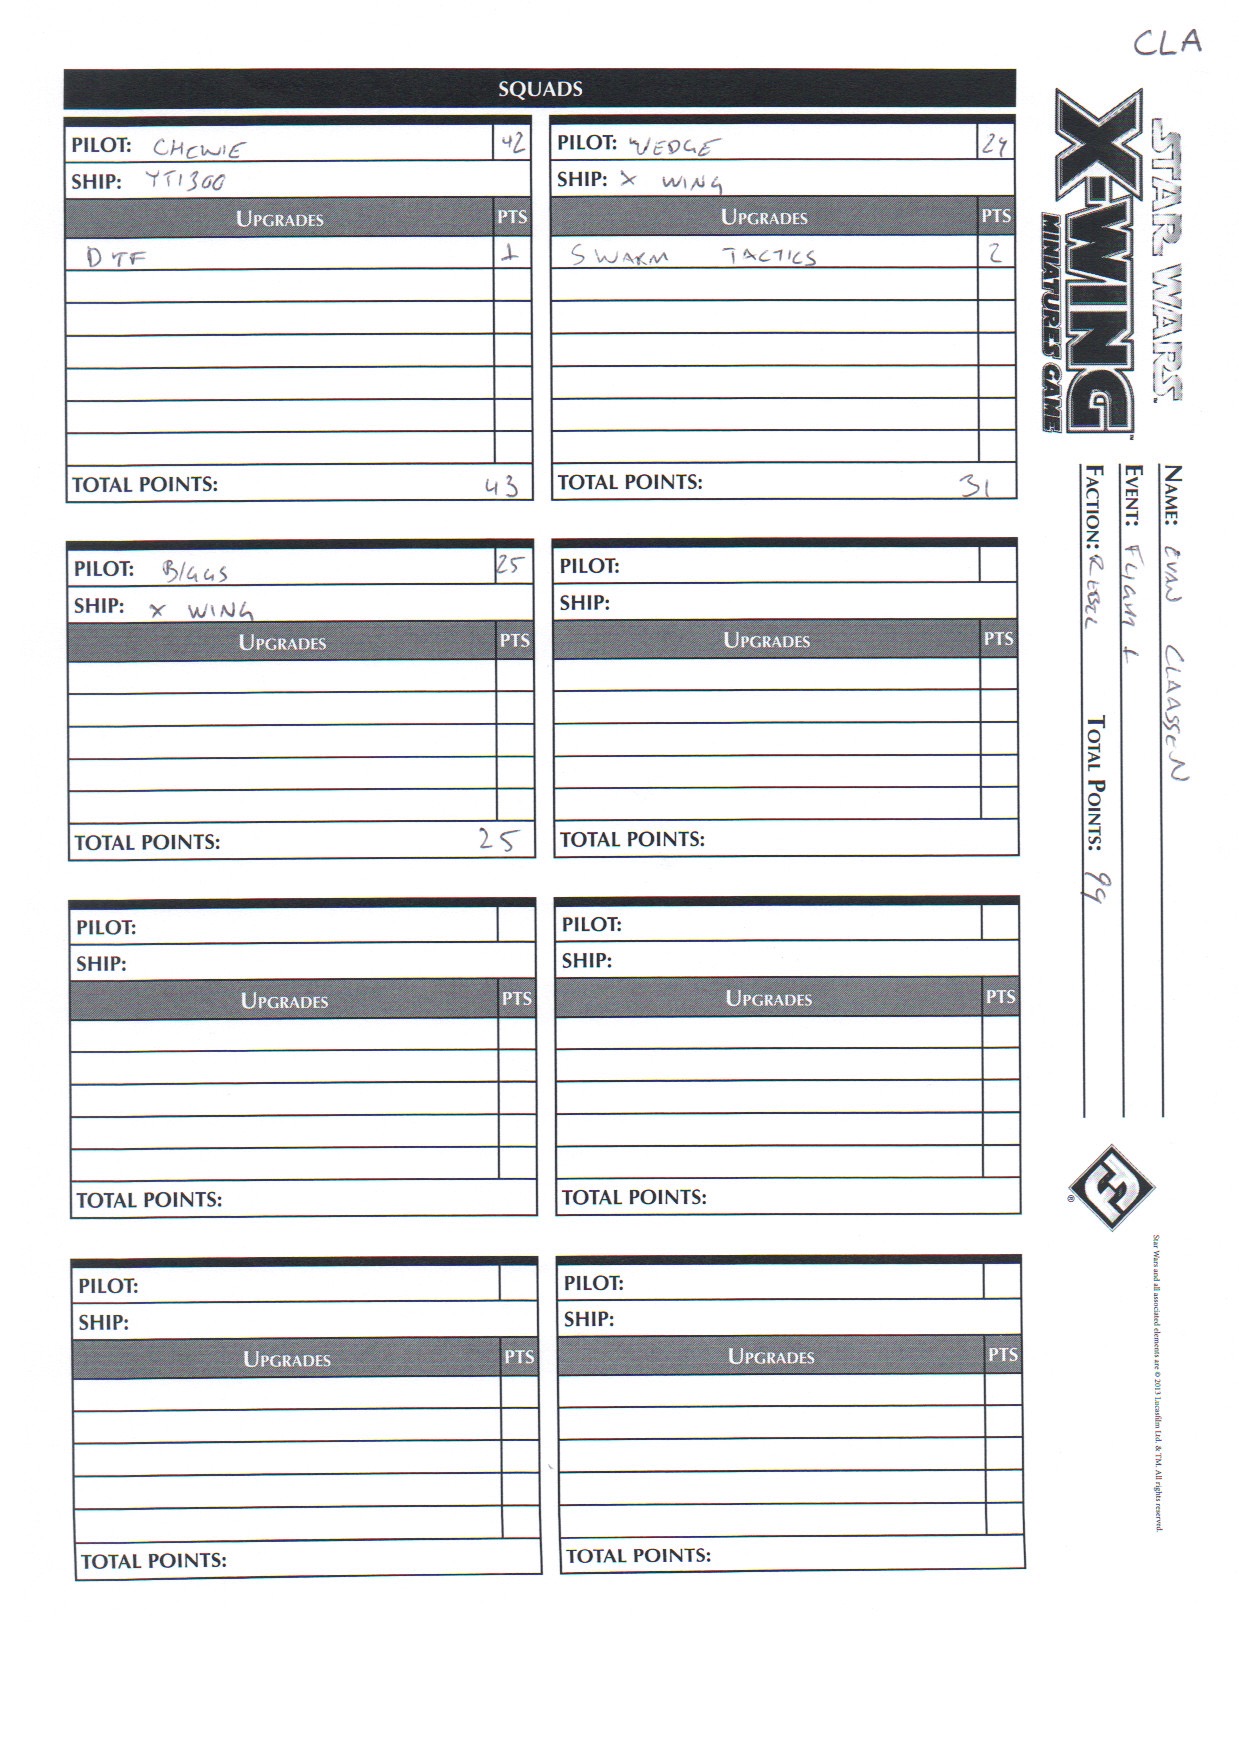 CLA
SQUADS
PILOT: CHEWIE 42
SHIP: YT1300
UPGRADES PTS
DTF 1
TOTAL POINTS: 43
PILOT: WEDGE 29
SHIP: X WING
UPGRADES PTS
SWARM TACTICS 2
TOTAL POINTS: 31
PILOT: BIGGS 25
SHIP: X WING
UPGRADES PTS
TOTAL POINTS: 25
PILOT:
SHIP:
UPGRADES PTS
TOTAL POINTS:
PILOT:
SHIP:
UPGRADES PTS
TOTAL POINTS:
PILOT:
SHIP:
UPGRADES PTS
TOTAL POINTS:
PILOT:
SHIP:
UPGRADES PTS
TOTAL POINTS:
PILOT:
SHIP:
UPGRADES PTS
TOTAL POINTS:
STAR WARS™
X-WING™
MINIATURES GAME
NAME: EVAN CLAASSEN
EVENT: FLIGHT 1
FACTION: REBEL TOTAL POINTS: 99
®
Star Wars and all associated elements are © 2013 Lucasfilm Ltd. & TM. All rights reserved.